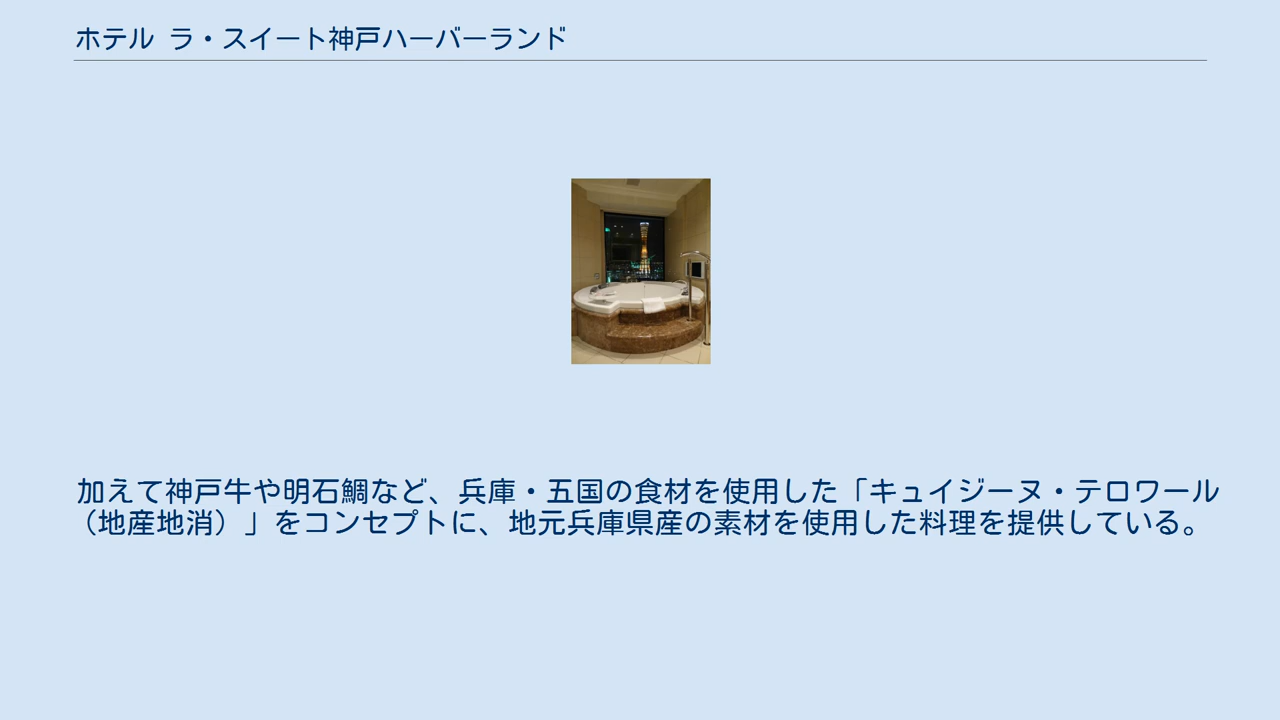 ホテル ラ・スイート神戸ハーバーランド
加えて神戸牛や明石鯛など、兵庫・五国の食材を使用した「キュイジーヌ・テロワール
（地産地消）」をコンセプトに、地元兵庫県産の素材を使用した料理を提供している。